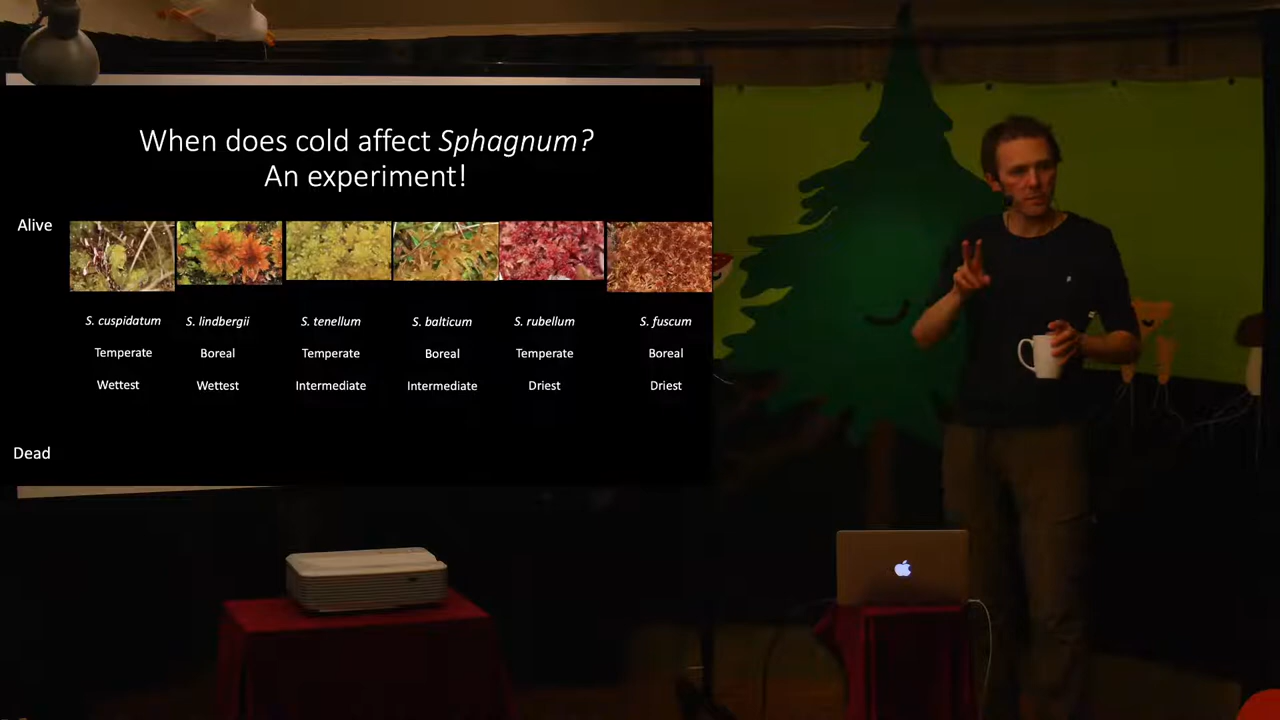 When does cold affect Sphagnum?
An experiment!
Alive
S. cuspidatum S. lindbergii S. tenellum S. balticum S. rubellum S. fuscum
Temperate Boreal Temperate Boreal Temperate Boreal
Wettest Wettest Intermediate Intermediate Driest Driest
Dead